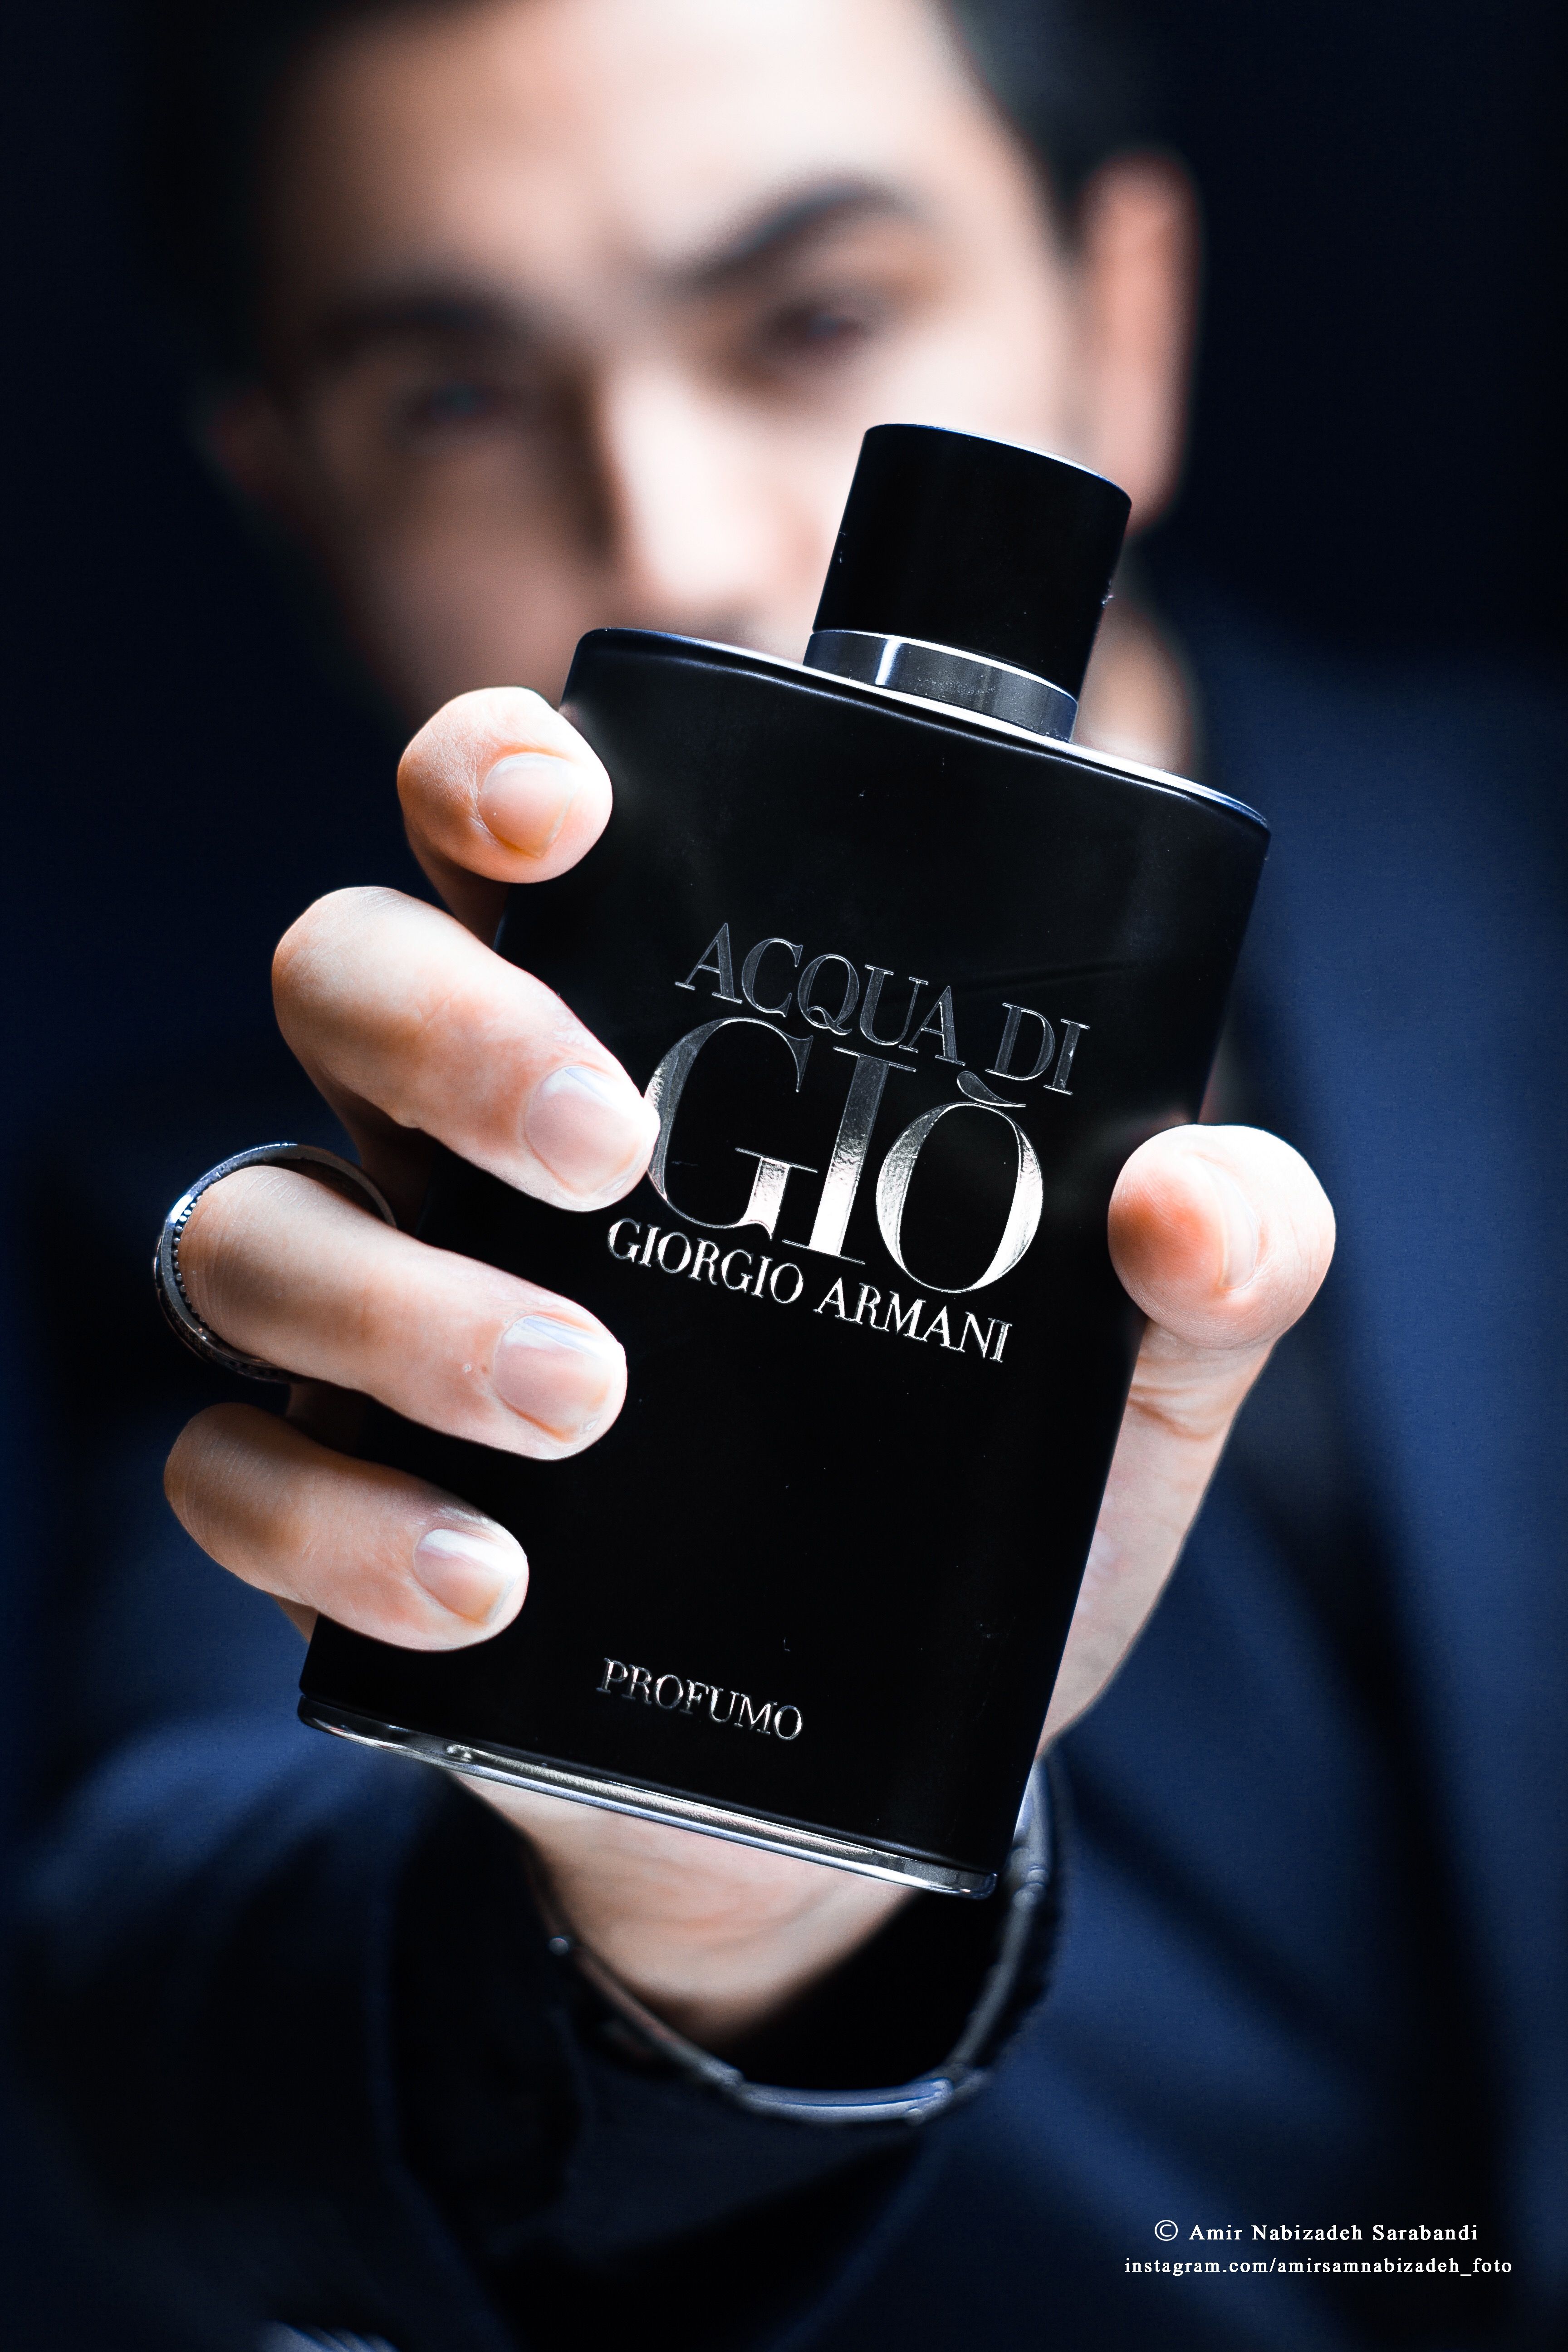 ACQUA DI
GIÒ
GIORGIO ARMANI
PROFUMO
© Amir Nabizadeh Sarabandi
instagram.com/amirsamnabizadeh_foto